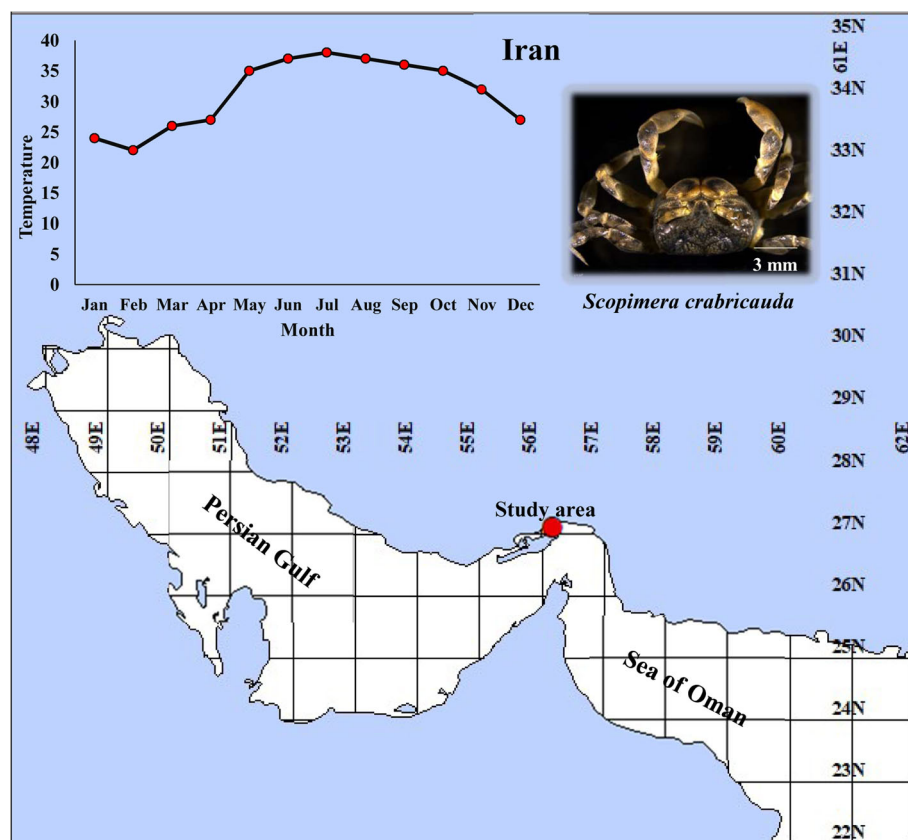 Iran
40
35
30
25
20
15
10
5
0
Temperature
Jan Feb Mar Apr May Jun Jul Aug Sep Oct Nov Dec
Month
3 mm
Scopimera crabricauda
35N
61E
34N
33N
32N
31N
30N
29N
28N
27N
26N
25N
24N
23N
22N
48E 49E 50E 51E 52E 53E 54E 55E 56E 57E 58E 59E 60E 62E
Study area
Persian Gulf
Sea of Oman